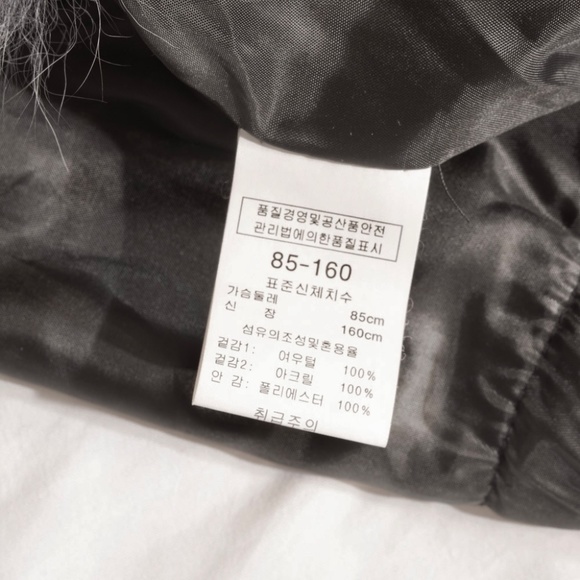 품질경영및공산품안전
관리법에의한품질표시
85-160
표준신체치수
가슴둘레 85cm
신 장 160cm
섬유의조성및혼용율
겉감1: 여우털 100%
겉감2: 아크릴 100%
안 감: 폴리에스터 100%
취급주의